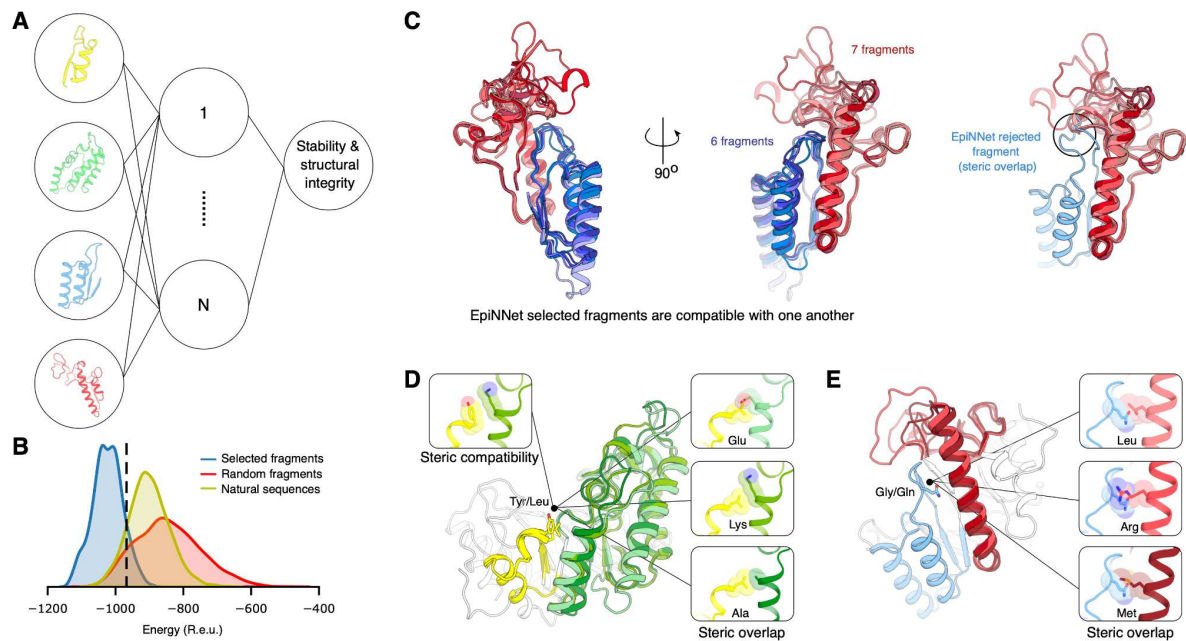 A
1
N
Stability &
structural
integrity
B
Selected fragments
Random fragments
Natural sequences
−1200
−1000
−800
−600
−400
Energy (R.e.u.)
C
7 fragments
6 fragments
90º
EpiNNet rejected
fragment
(steric overlap)
EpiNNet selected fragments are compatible with one another
D
Steric compatibility
Tyr/Leu
Glu
Lys
Ala
Steric overlap
E
Gly/Gln
Leu
Arg
Met
Steric overlap